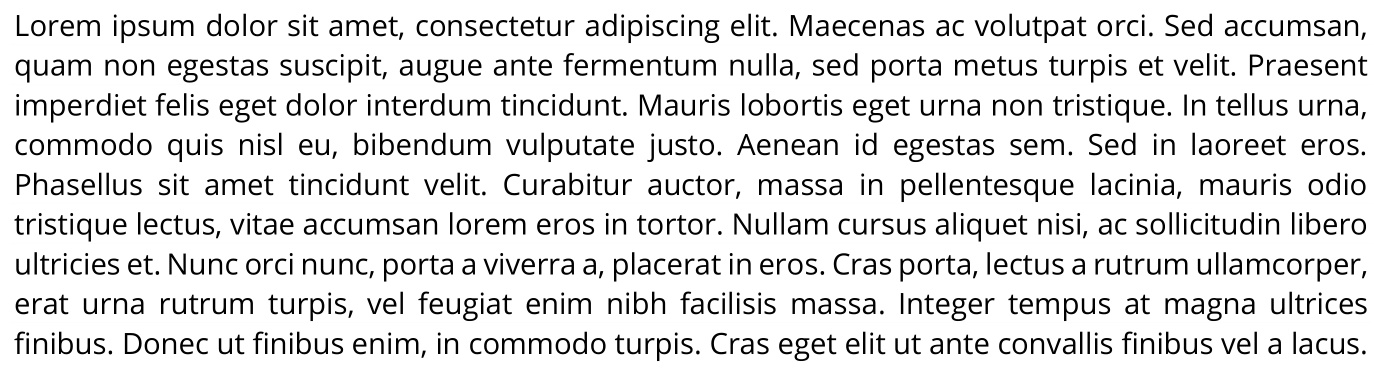 Lorem ipsum dolor sit amet, consectetur adipiscing elit. Maecenas ac volutpat orci. Sed accumsan,
quam non egestas suscipit, augue ante fermentum nulla, sed porta metus turpis et velit. Praesent
imperdiet felis eget dolor interdum tincidunt. Mauris lobortis eget urna non tristique. In tellus urna,
commodo quis nisl eu, bibendum vulputate justo. Aenean id egestas sem. Sed in laoreet eros.
Phasellus sit amet tincidunt velit. Curabitur auctor, massa in pellentesque lacinia, mauris odio
tristique lectus, vitae accumsan lorem eros in tortor. Nullam cursus aliquet nisi, ac sollicitudin libero
ultricies et. Nunc orci nunc, porta a viverra a, placerat in eros. Cras porta, lectus a rutrum ullamcorper,
erat urna rutrum turpis, vel feugiat enim nibh facilisis massa. Integer tempus at magna ultrices
finibus. Donec ut finibus enim, in commodo turpis. Cras eget elit ut ante convallis finibus vel a lacus.